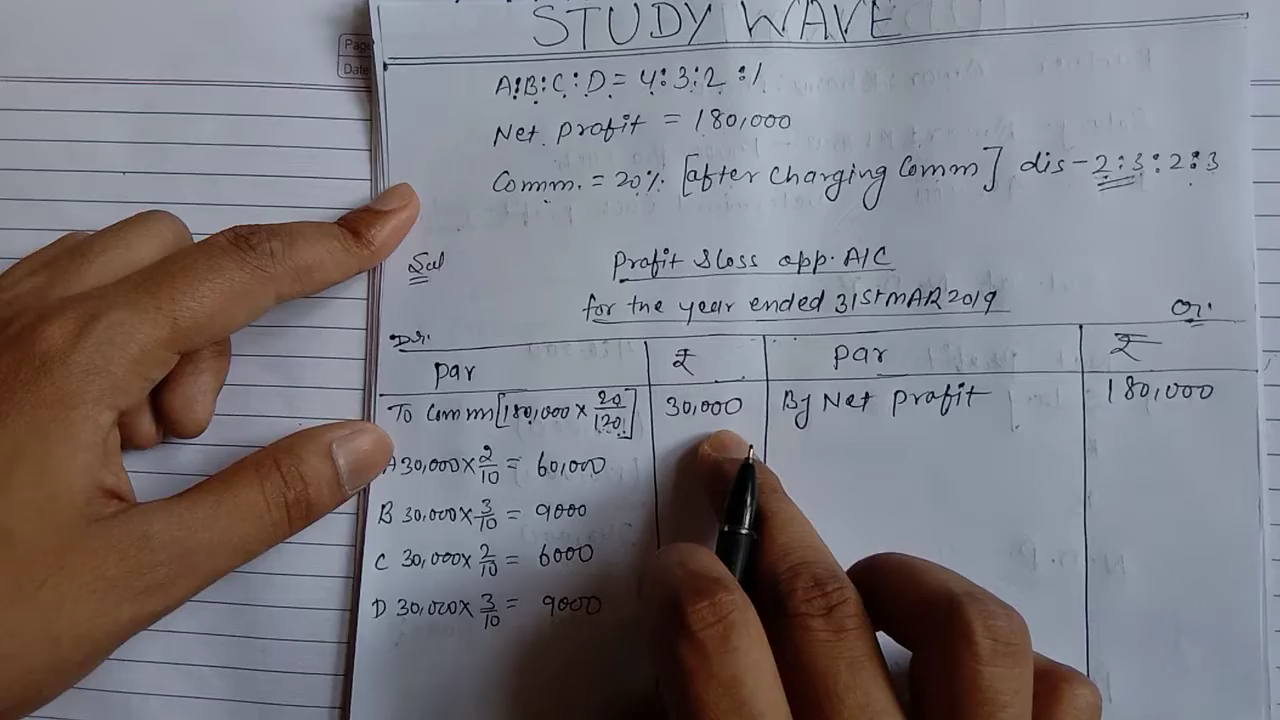 STUDY WAVE
Page
Date
A:B:C:D = 4:3:2:1
Net. profit = 180,000
Comm. = 20% [after charging Comm] dis - 2:3:2:3
Sol
Profit & loss app. A/C
for the year ended 31st MAR 2019
Dr. Cr.
Par ₹ Par ₹
To Comm [180,000 × 20/120] 30,000 By Net profit 180,000
A 30,000 × 2/10 = 60,000
B 30,000 × 3/10 = 9000
C 30,000 × 2/10 = 6000
D 30,000 × 3/10 = 9000